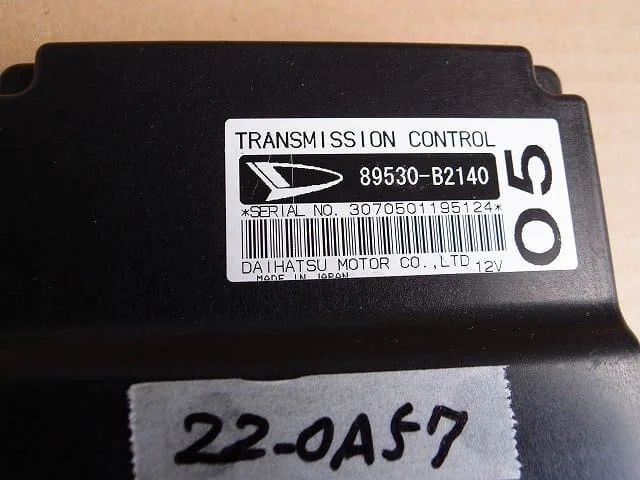 TRANSMISSION CONTROL
89530-B2140
*SERIAL NO. 3070501195124*
DAIHATSU MOTOR CO.,LTD 12V
MADE IN JAPAN
05
22-0A57